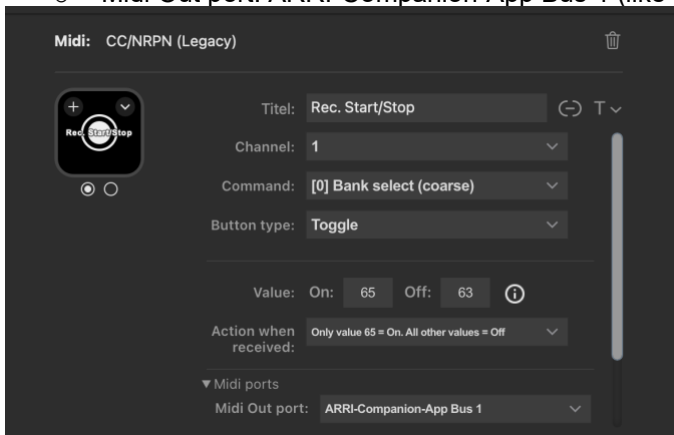 Midi Out port: ARRI-Companion-App Bus 1 (like
Midi: CC/NRPN (Legacy)
Rec. Start/Stop
Titel: Rec. Start/Stop T
Channel: 1
Command: [0] Bank select (coarse)
Button type: Toggle
Value: On: 65 Off: 63
Action when received: Only value 65 = On. All other values = Off
Midi ports
Midi Out port: ARRI-Companion-App Bus 1